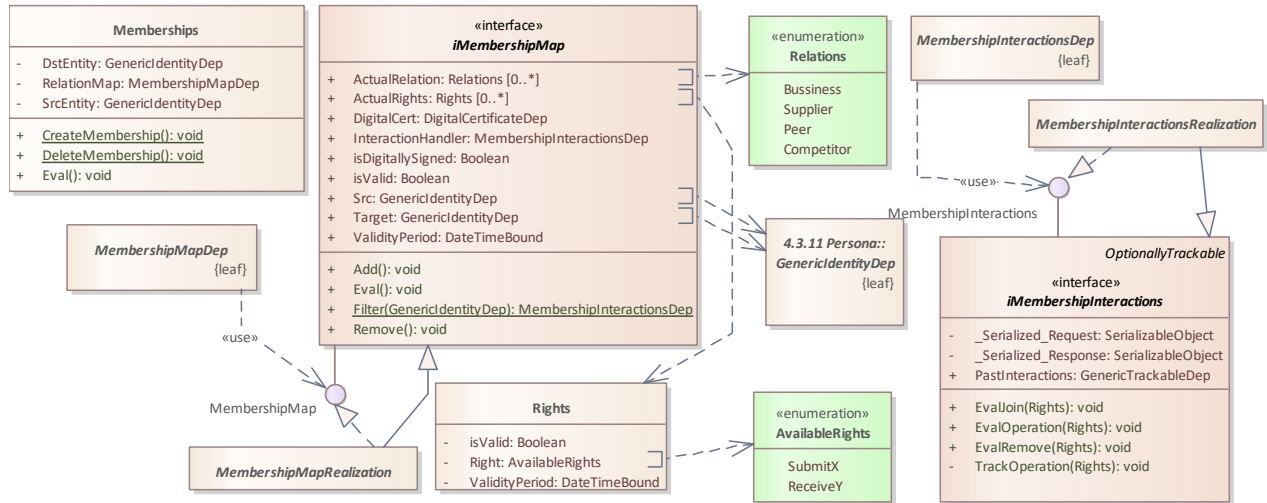 Memberships
- DstEntity: GenericIdentityDep
- RelationMap: MembershipMapDep
- SrcEntity: GenericIdentityDep
+ CreateMembership(): void
+ DeleteMembership(): void
+ Eval(): void
«interface»
iMembershipMap
+ ActualRelation: Relations [0..*]
+ ActualRights: Rights [0..*]
+ DigitalCert: DigitalCertificateDep
+ InteractionHandler: MembershipInteractionsDep
+ isDigitallySigned: Boolean
+ isValid: Boolean
+ Src: GenericIdentityDep
+ Target: GenericIdentityDep
+ ValidityPeriod: DateTimeBound
+ Add(): void
+ Eval(): void
+ Filter(GenericIdentityDep): MembershipInteractionsDep
+ Remove(): void
«enumeration»
Relations
Bussiness
Supplier
Peer
Competitor
MembershipInteractionsDep
{leaf}
MembershipInteractionsRealization
«use»
MembershipInteractions
MembershipMapDep
{leaf}
«use»
MembershipMap
MembershipMapRealization
4.3.11 Persona::
GenericIdentityDep
{leaf}
OptionallyTrackable
«interface»
iMembershipInteractions
- _Serialized_Request: SerializableObject
- _Serialized_Response: SerializableObject
+ PastInteractions: GenericTrackableDep
+ EvalJoin(Rights): void
+ EvalOperation(Rights): void
+ EvalRemove(Rights): void
- TrackOperation(Rights): void
Rights
- isValid: Boolean
- Right: AvailableRights
- ValidityPeriod: DateTimeBound
«enumeration»
AvailableRights
SubmitX
ReceiveY